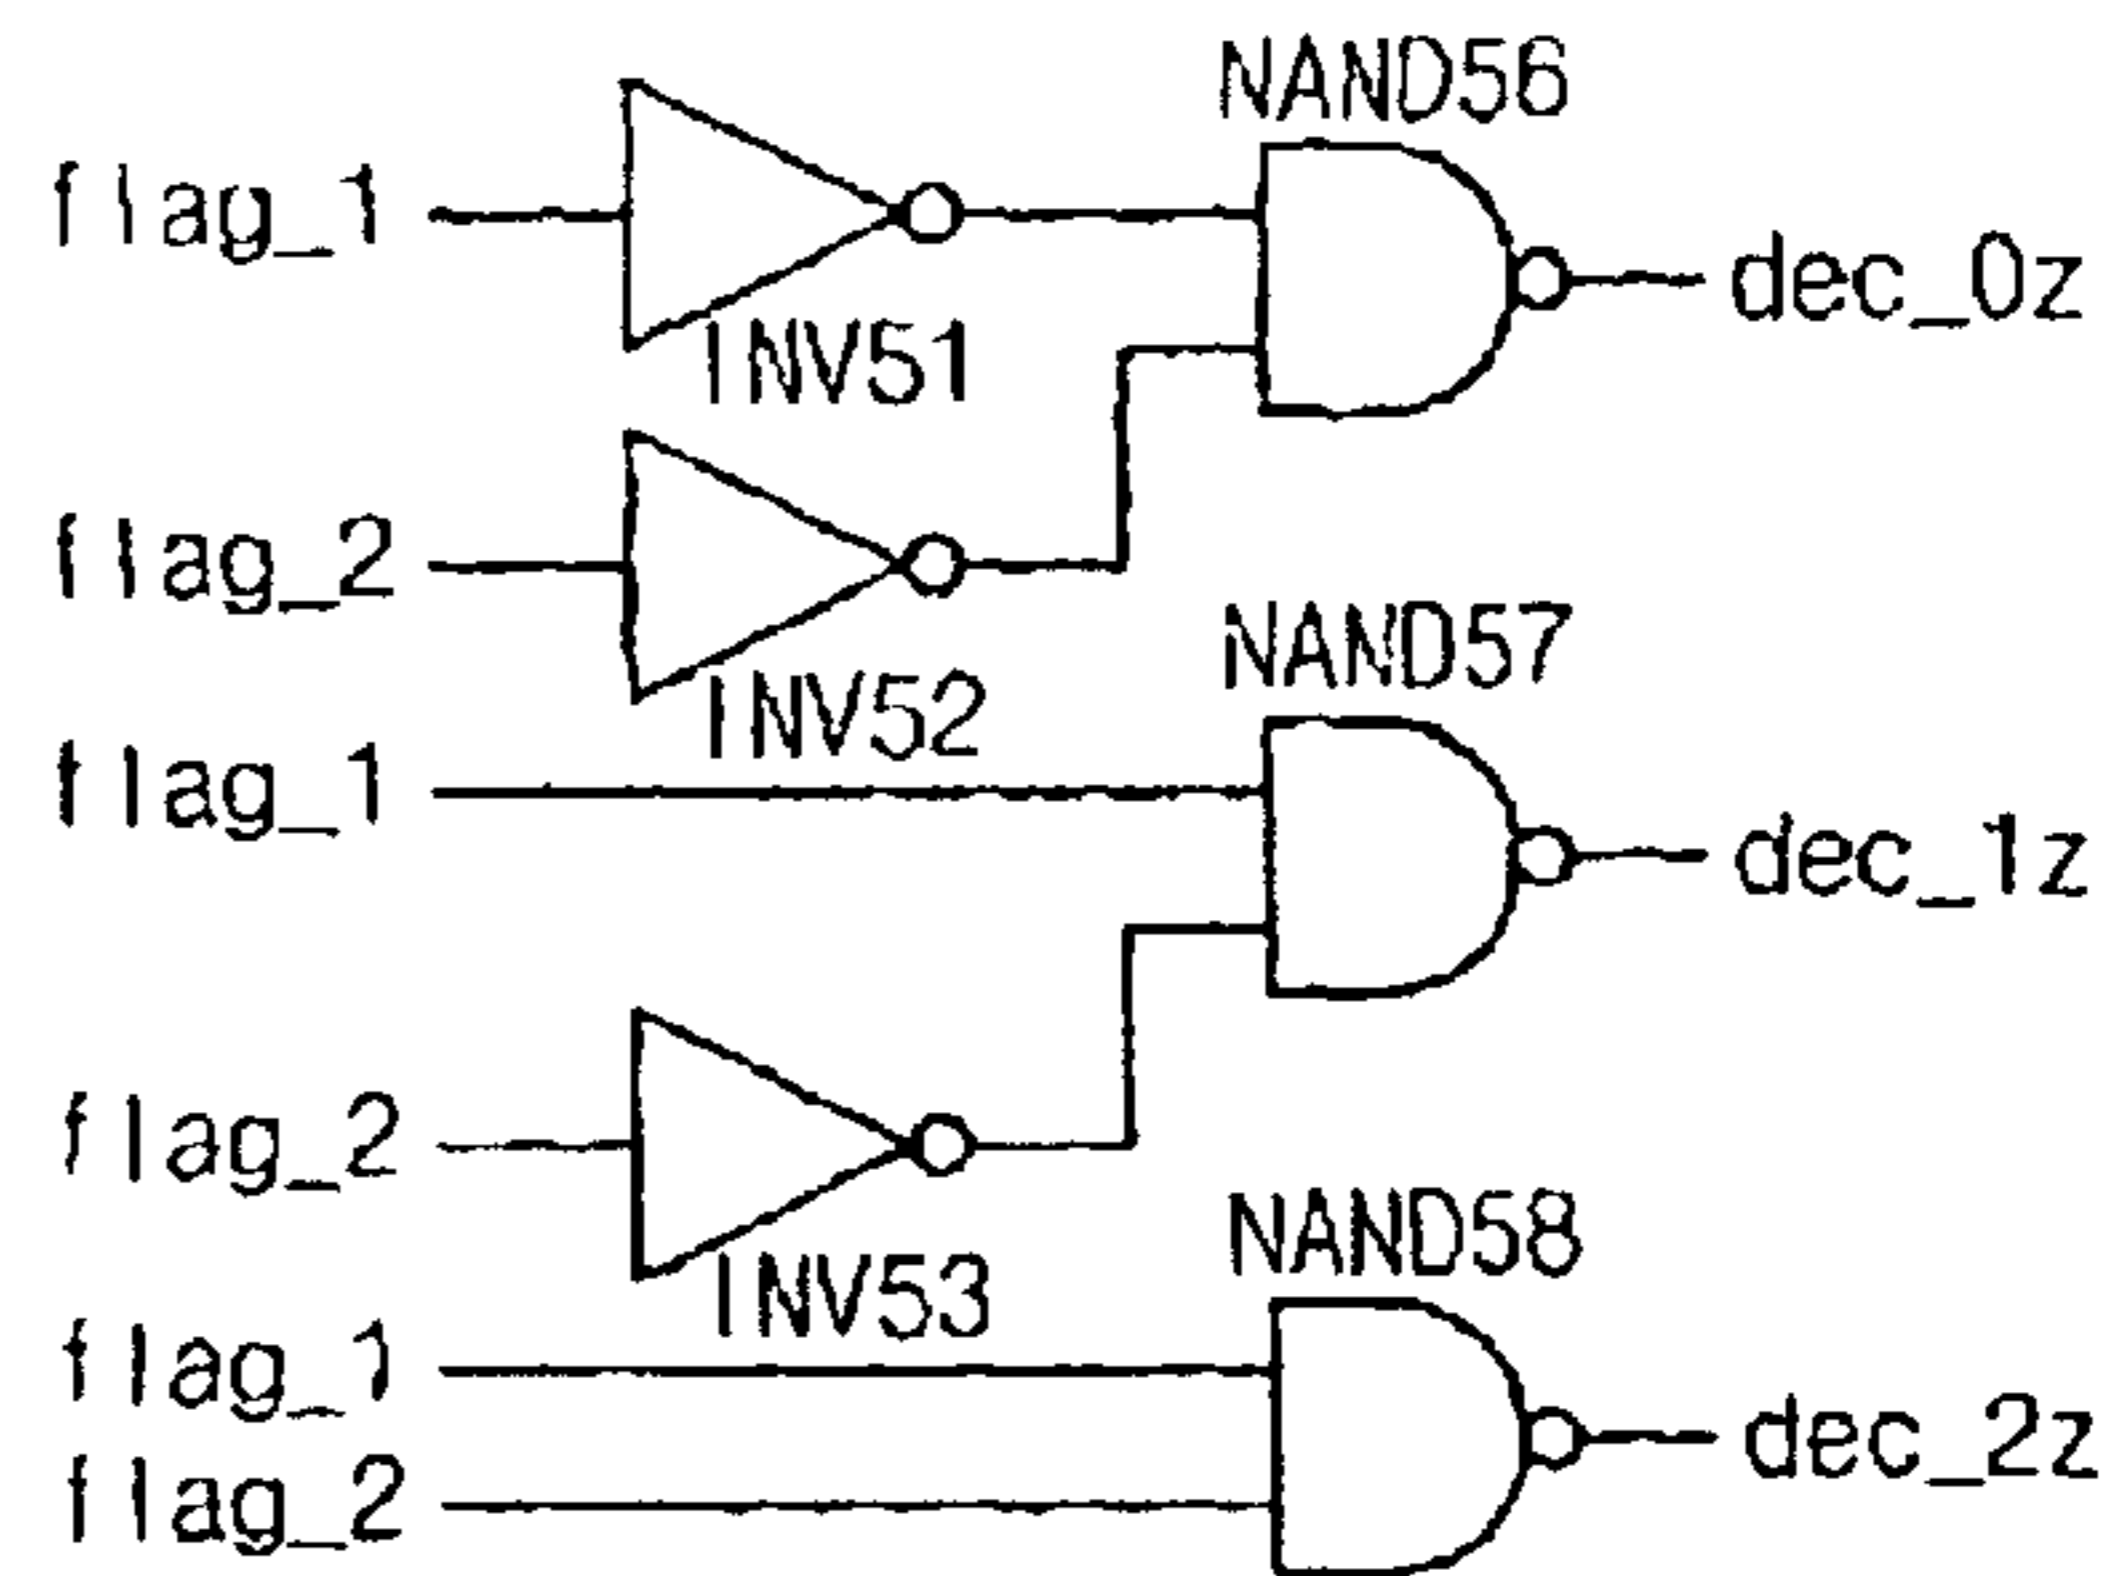 NAND56
flag_1
dec_0z
INV51
flag_2
NAND57
INV52
flag_1
dec_1z
flag_2
NAND58
INV53
flag_1
dec_2z
flag_2